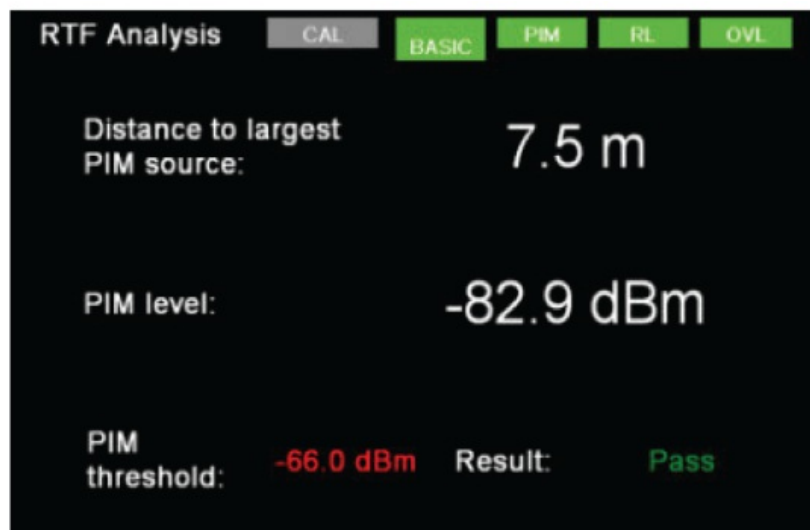 RTF Analysis CAL BASIC PIM RL OVL
Distance to largest
PIM source:
7.5 m
PIM level: -82.9 dBm
PIM
threshold:
-66.0 dBm Result: Pass